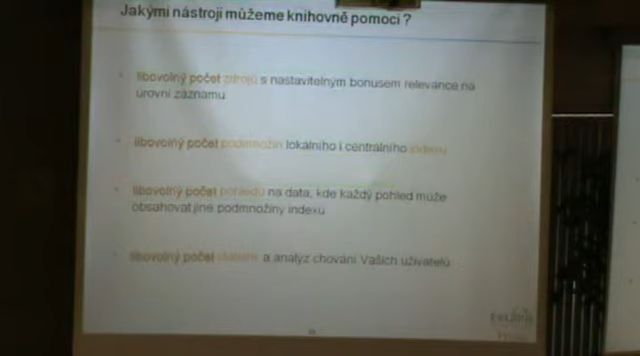 Jakými nástroji můžeme knihovně pomoci ?
libovolný počet zdrojů s nastavitelným bonusem relevance na
úrovni záznamu
libovolný počet podmnožin lokálního i centrálního indexu
libovolný počet pohledů na data, kde každý pohled může
obsahovat jiné podmnožiny indexu
libovolný počet a analýz chování Vašich uživatelů